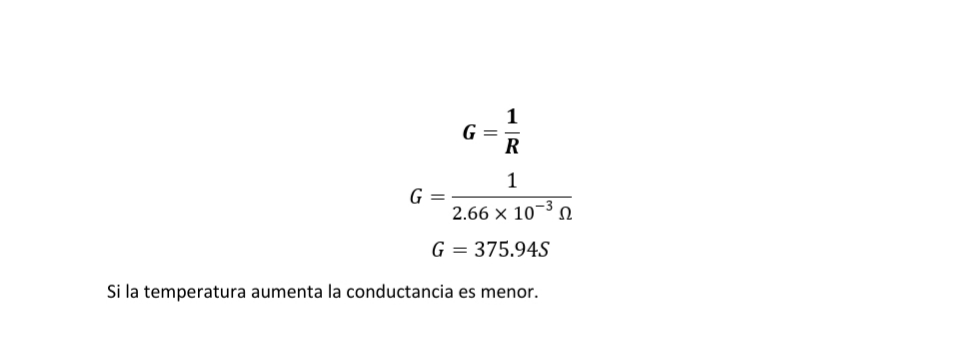 G = 1/R
G = 1/(2.66 × 10⁻³ Ω)
G = 375.94S
Si la temperatura aumenta la conductancia es menor.